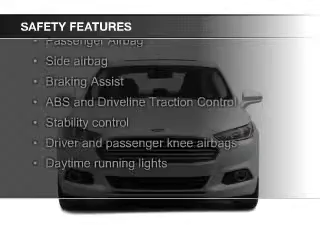 SAFETY FEATURES
• Passenger Airbag
• Side airbag
• Braking Assist
• ABS and Driveline Traction Control
• Stability control
• Driver and passenger knee airbags
• Daytime running lights